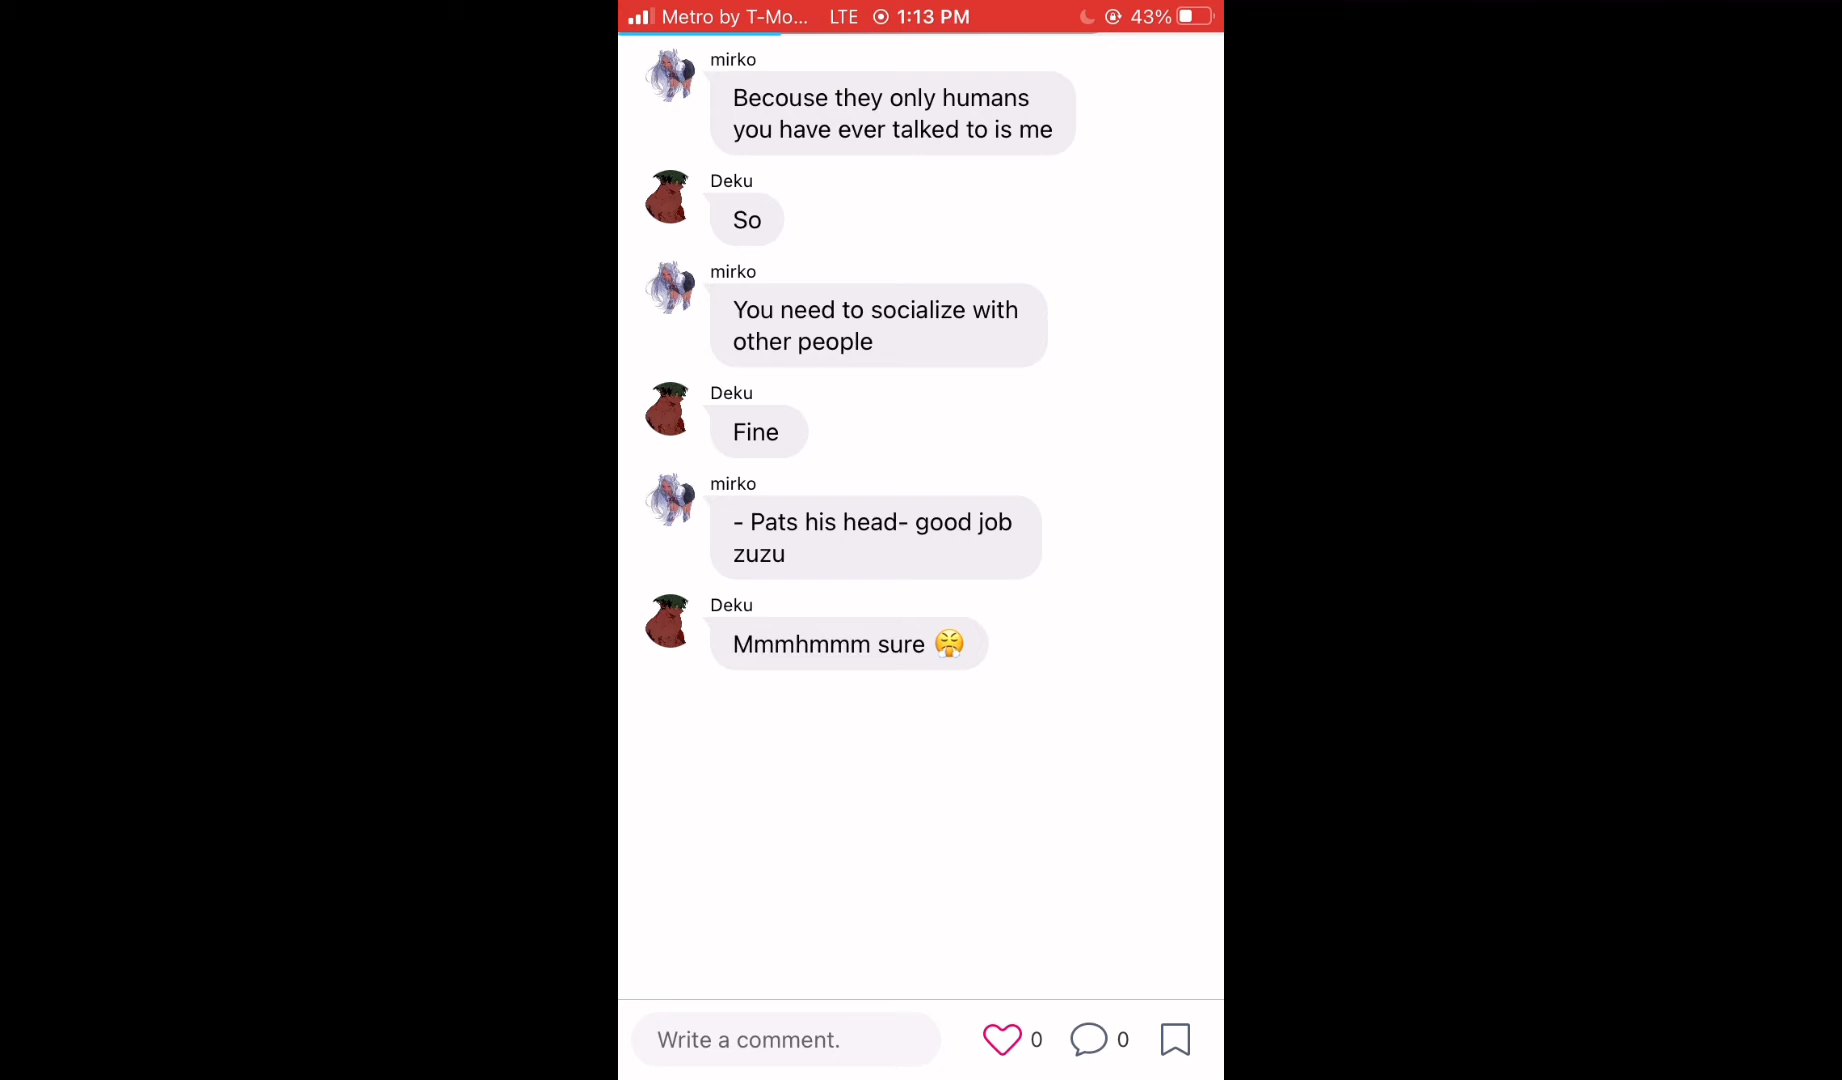 Metro by T-Mo... LTE 1:13 PM 43%
mirko
Becouse they only humans
you have ever talked to is me
Deku
So
mirko
You need to socialize with
other people
Deku
Fine
mirko
- Pats his head- good job
zuzu
Deku
Mmmhmmm sure 😤
Write a comment. 0 0